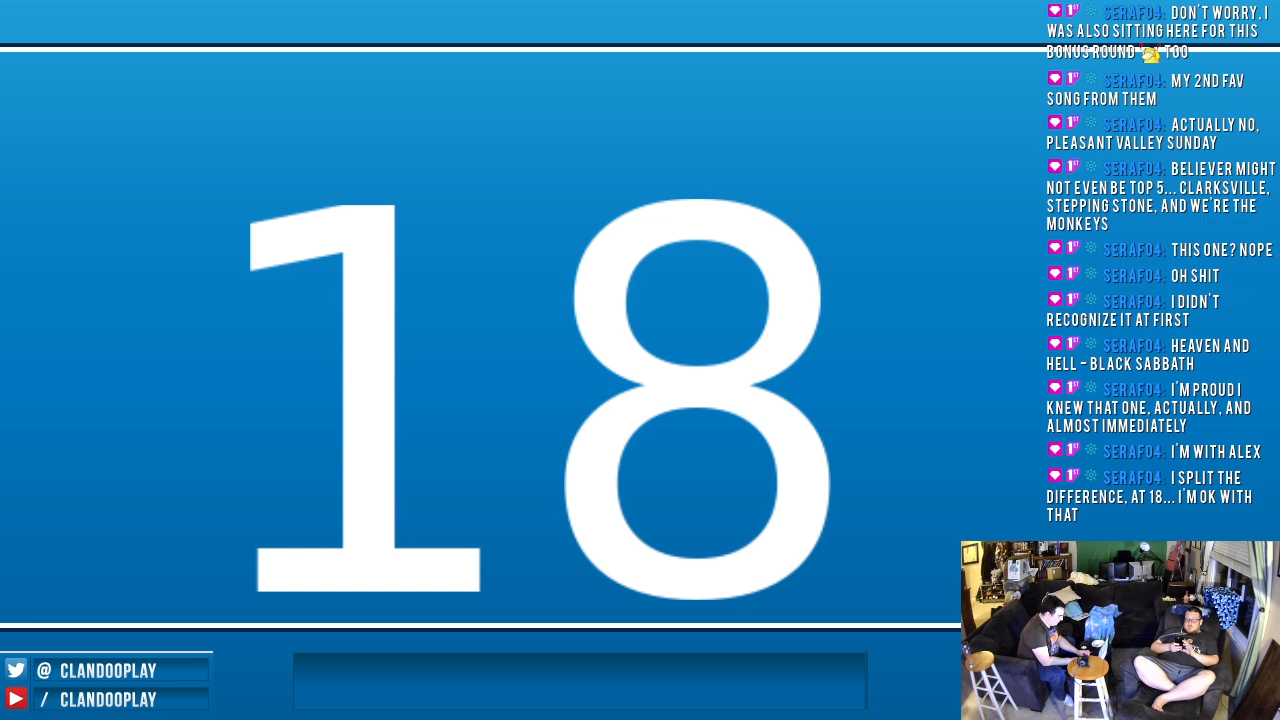 SERAF04: DON'T WORRY, I
WAS ALSO SITTING HERE FOR THIS
BONUS ROUND TOO
SERAF04: MY 2ND FAV
SONG FROM THEM
SERAF04: ACTUALLY NO,
PLEASANT VALLEY SUNDAY
SERAF04: BELIEVER MIGHT
NOT EVEN BE TOP 5... CLARKSVILLE,
STEPPING STONE, AND WE'RE THE
MONKEYS
SERAF04: THIS ONE? NOPE
SERAF04: OH SHIT
SERAF04: I DIDN'T
RECOGNIZE IT AT FIRST
SERAF04: HEAVEN AND
HELL - BLACK SABBATH
SERAF04: I'M PROUD I
KNEW THAT ONE, ACTUALLY, AND
ALMOST IMMEDIATELY
SERAF04: I'M WITH ALEX
SERAF04: I SPLIT THE
DIFFERENCE, AT 18... I'M OK WITH
THAT
18
@ CLANDOOPLAY
/ CLANDOOPLAY